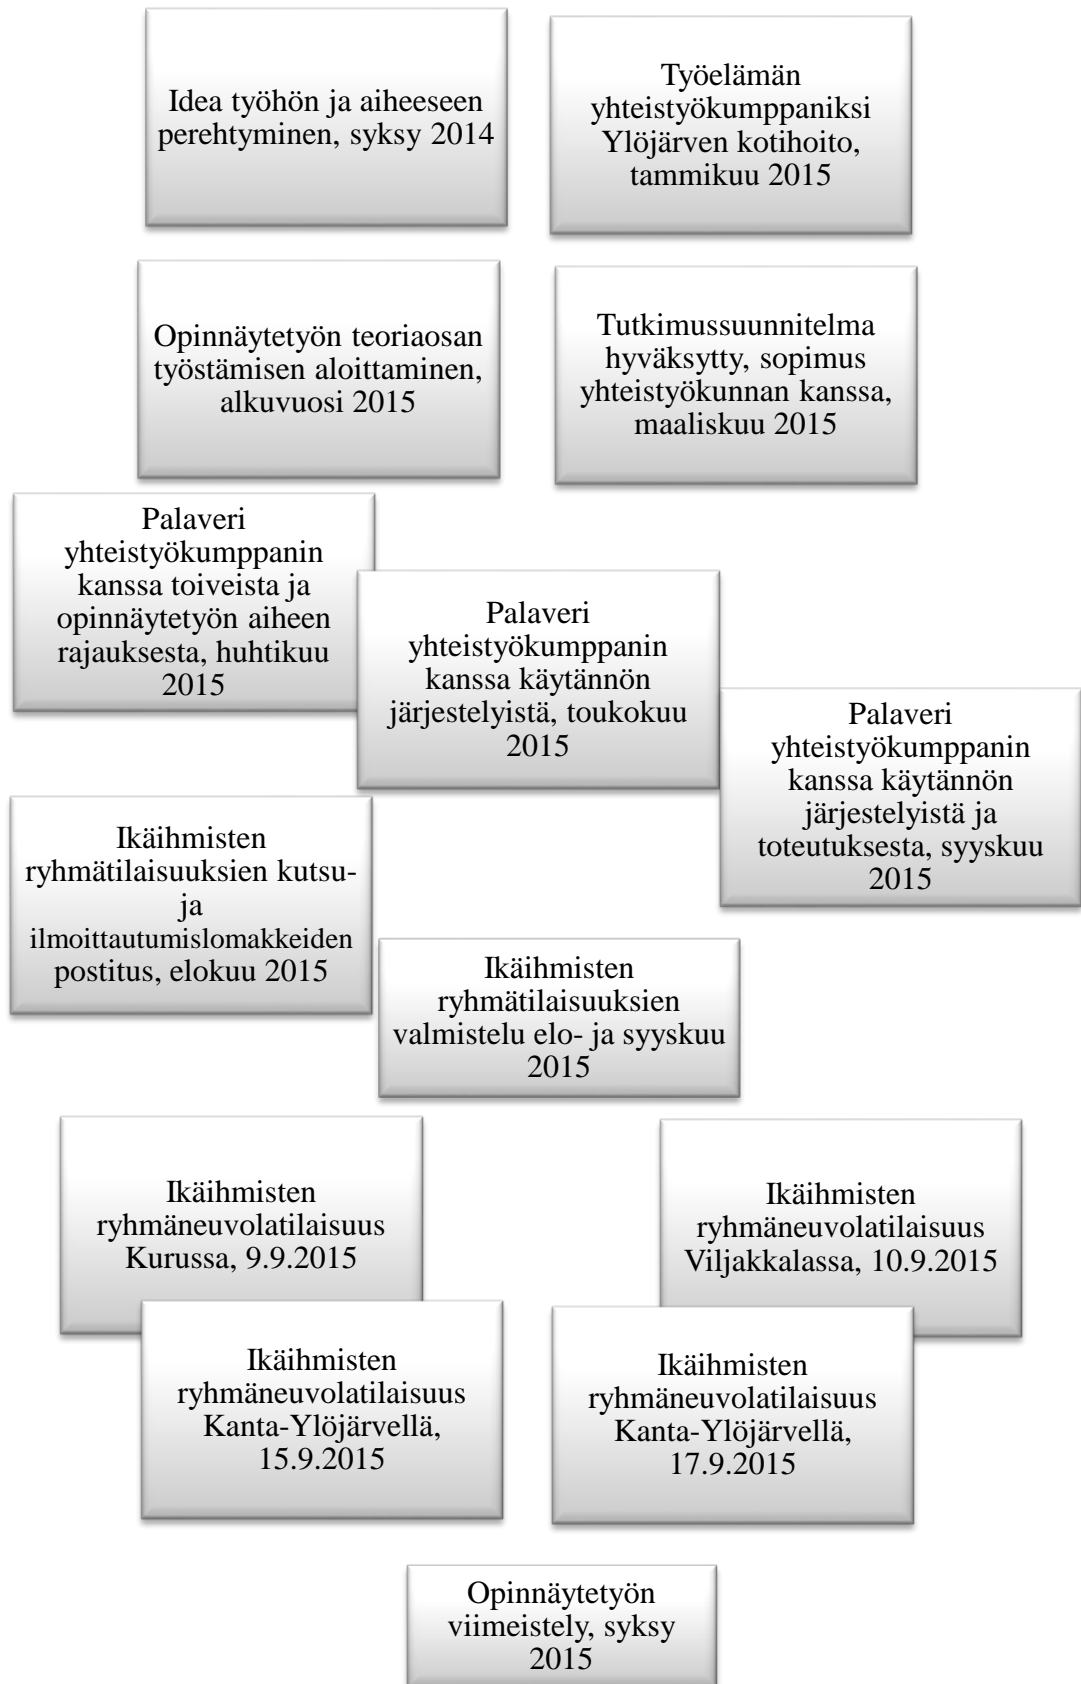 Idea työhön ja aiheeseen
perehtyminen, syksy 2014
Työelämän
yhteistyökumppaniksi
Ylöjärven kotihoito,
tammikuu 2015
Opinnäytetyön teoriaosan
työstämisen aloittaminen,
alkuvuosi 2015
Tutkimussuunnitelma
hyväksytty, sopimus
yhteistyökunnan kanssa,
maaliskuu 2015
Palaveri
yhteistyökumppanin
kanssa toiveista ja
opinnäytetyön aiheen
rajauksesta, huhtikuu
2015
Palaveri
yhteistyökumppanin
kanssa käytännön
järjestelyistä, toukokuu
2015
Palaveri
yhteistyökumppanin
kanssa käytännön
järjestelyistä ja
toteutuksesta, syyskuu
2015
Ikäihmisten
ryhmätilaisuuksien kutsu-
ja
ilmoittautumislomakkeiden
postitus, elokuu 2015
Ikäihmisten
ryhmätilaisuuksien
valmistelu elo- ja syyskuu
2015
Ikäihmisten
ryhmäneuvolatilaisuus
Kurussa, 9.9.2015
Ikäihmisten
ryhmäneuvolatilaisuus
Viljakkalassa, 10.9.2015
Ikäihmisten
ryhmäneuvolatilaisuus
Kanta-Ylöjärvellä,
15.9.2015
Ikäihmisten
ryhmäneuvolatilaisuus
Kanta-Ylöjärvellä,
17.9.2015
Opinnäytetyön
viimeistely, syksy
2015